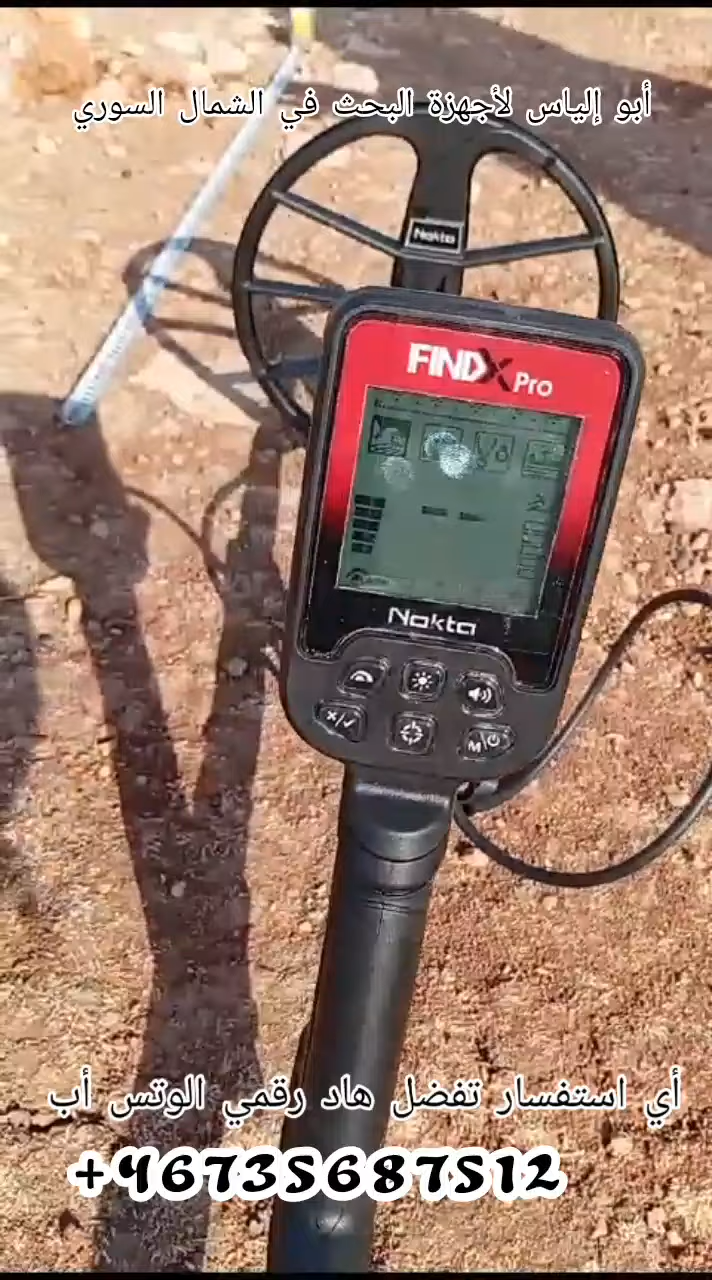 أبو إلياس لأجهزة البحث في الشمال السوري
Nokta
FINDX Pro
Nokta
M/
أي استفسار تفضل هاد رقمي الوتس أب
+96735687512